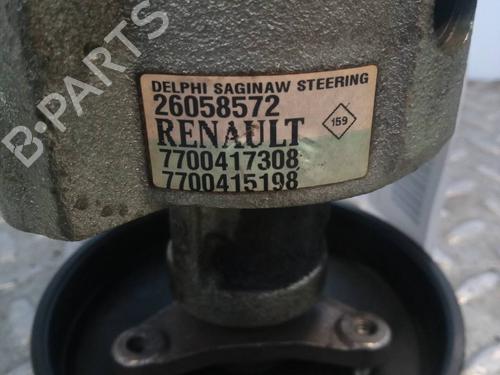 B-PARTS
DELPHI SAGINAW STEERING
26058572
RENAULT
159
7700417308
7700415198